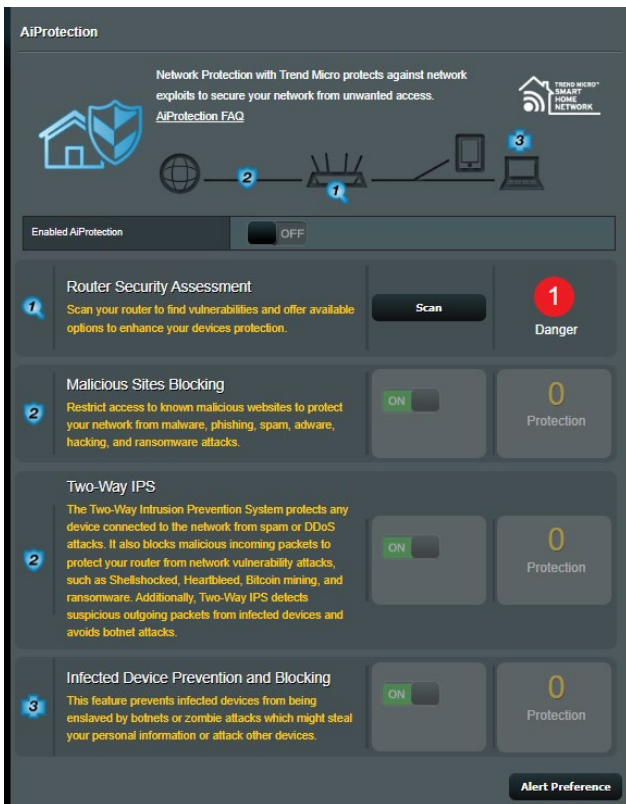 AiProtection
Network Protection with Trend Micro protects against network
exploits to secure your network from unwanted access.
AiProtection FAQ
TREND MICRO™
SMART
HOME
NETWORK
3
2
1
Enabled AiProtection
OFF
1
Router Security Assessment
Scan your router to find vulnerabilities and offer available
options to enhance your devices protection.
Scan
1
Danger
2
Malicious Sites Blocking
Restrict access to known malicious websites to protect
your network from malware, phishing, spam, adware,
hacking, and ransomware attacks.
ON
0
Protection
2
Two-Way IPS
The Two-Way Intrusion Prevention System protects any
device connected to the network from spam or DDoS
attacks. It also blocks malicious incoming packets to
protect your router from network vulnerability attacks,
such as Shellshocked, Heartbleed, Bitcoin mining, and
ransomware. Additionally, Two-Way IPS detects
suspicious outgoing packets from infected devices and
avoids botnet attacks.
ON
0
Protection
3
Infected Device Prevention and Blocking
This feature prevents infected devices from being
enslaved by botnets or zombie attacks which might steal
your personal information or attack other devices.
ON
0
Protection
Alert Preference